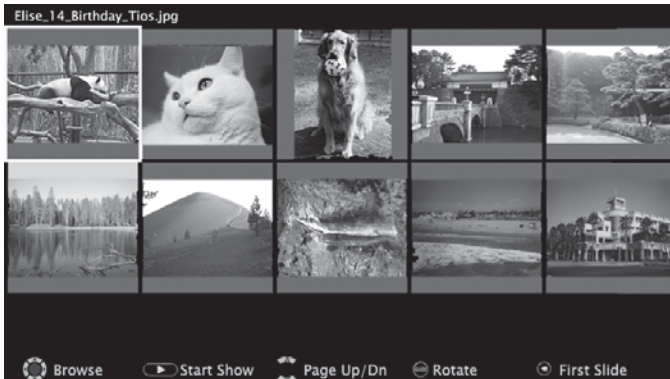 Elise_14_Birthday_Tios.jpg
Browse Start Show Page Up/Dn Rotate First Slide